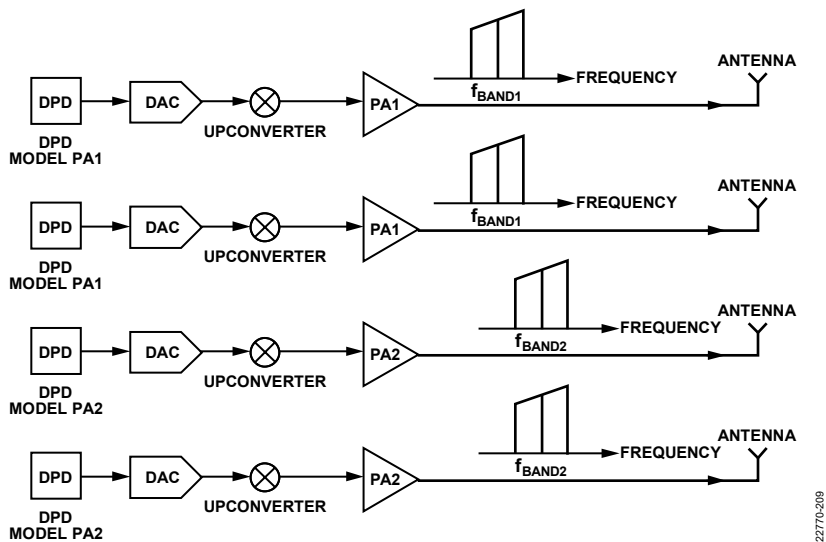 ANTENNA
FREQUENCY
f_BAND1
DPD
DAC
PA1
UPCONVERTER
DPD
MODEL PA1
ANTENNA
FREQUENCY
f_BAND1
DPD
DAC
PA1
UPCONVERTER
DPD
MODEL PA1
ANTENNA
FREQUENCY
f_BAND2
DPD
DAC
PA2
UPCONVERTER
DPD
MODEL PA2
ANTENNA
FREQUENCY
f_BAND2
DPD
DAC
PA2
UPCONVERTER
DPD
MODEL PA2
22770-209